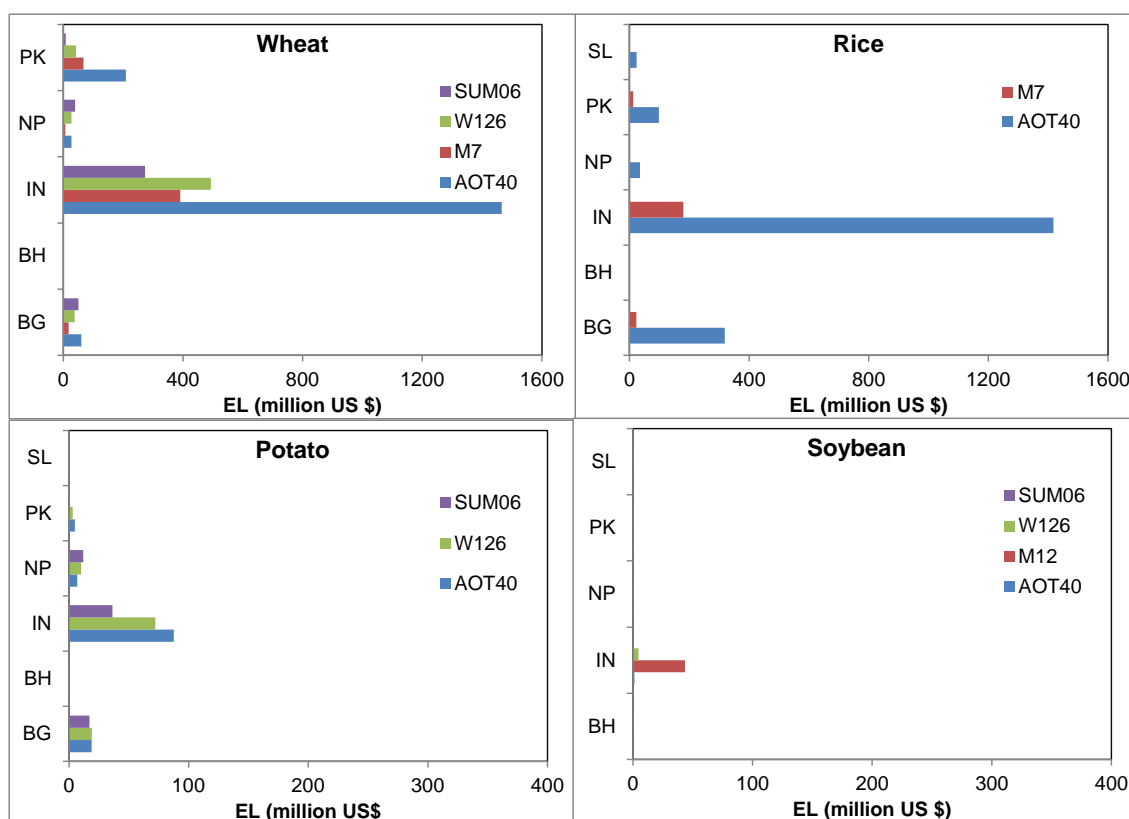 Wheat
PK
NP
IN
BH
BG
SUM06
W126
M7
AOT40
0 400 800 1200 1600
EL (million US $)
Rice
SL
PK
NP
IN
BH
BG
M7
AOT40
0 400 800 1200 1600
EL (million US $)
Potato
SL
PK
NP
IN
BH
BG
SUM06
W126
AOT40
0 100 200 300 400
EL (million US$
Soybean
SL
PK
NP
IN
BH
SUM06
W126
M12
AOT40
0 100 200 300 400
EL (million US $)